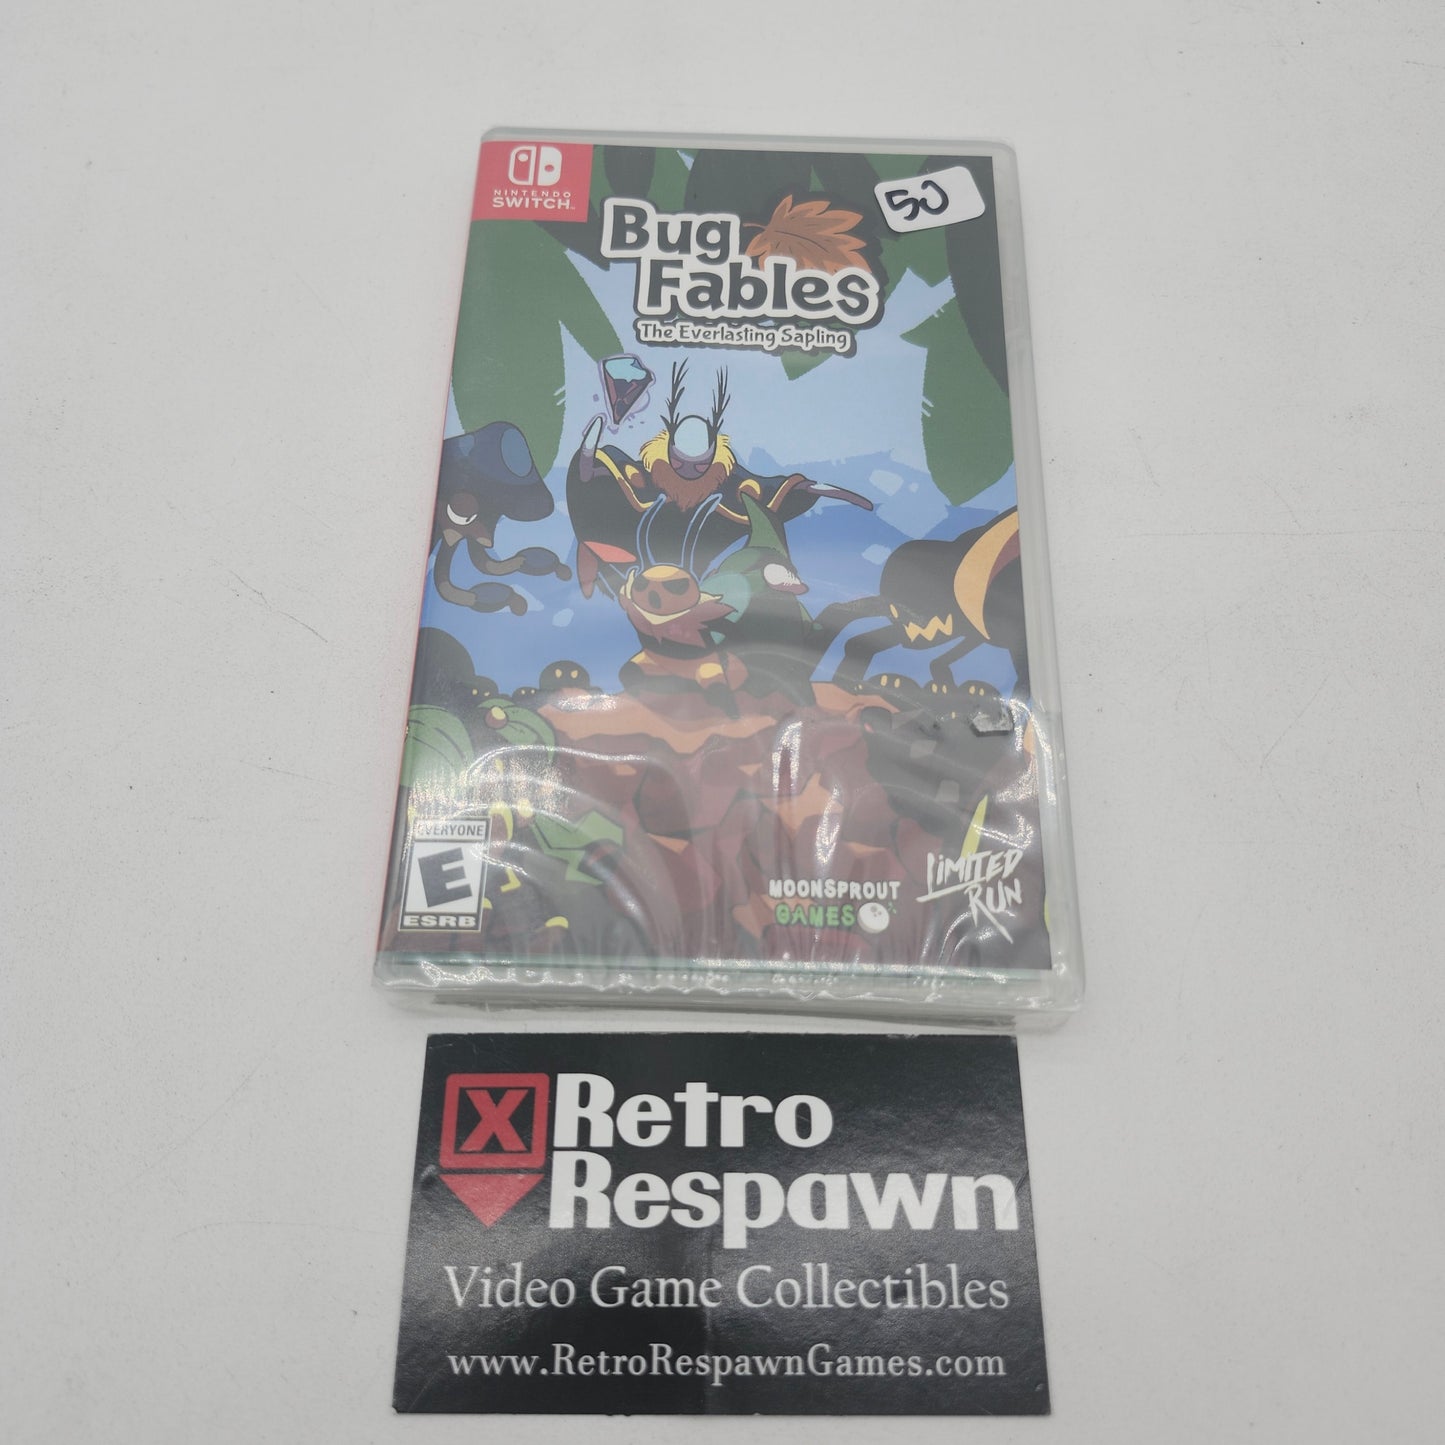 NINTENDO
SWITCH™
50
Bug
Fables
The Everlasting Sapling
EVERYONE
E
ESRB
MOONSPROUT
GAMES
LIMITED
RUN
X Retro
Respawn
Video Game Collectibles
www.RetroRespawnGames.com